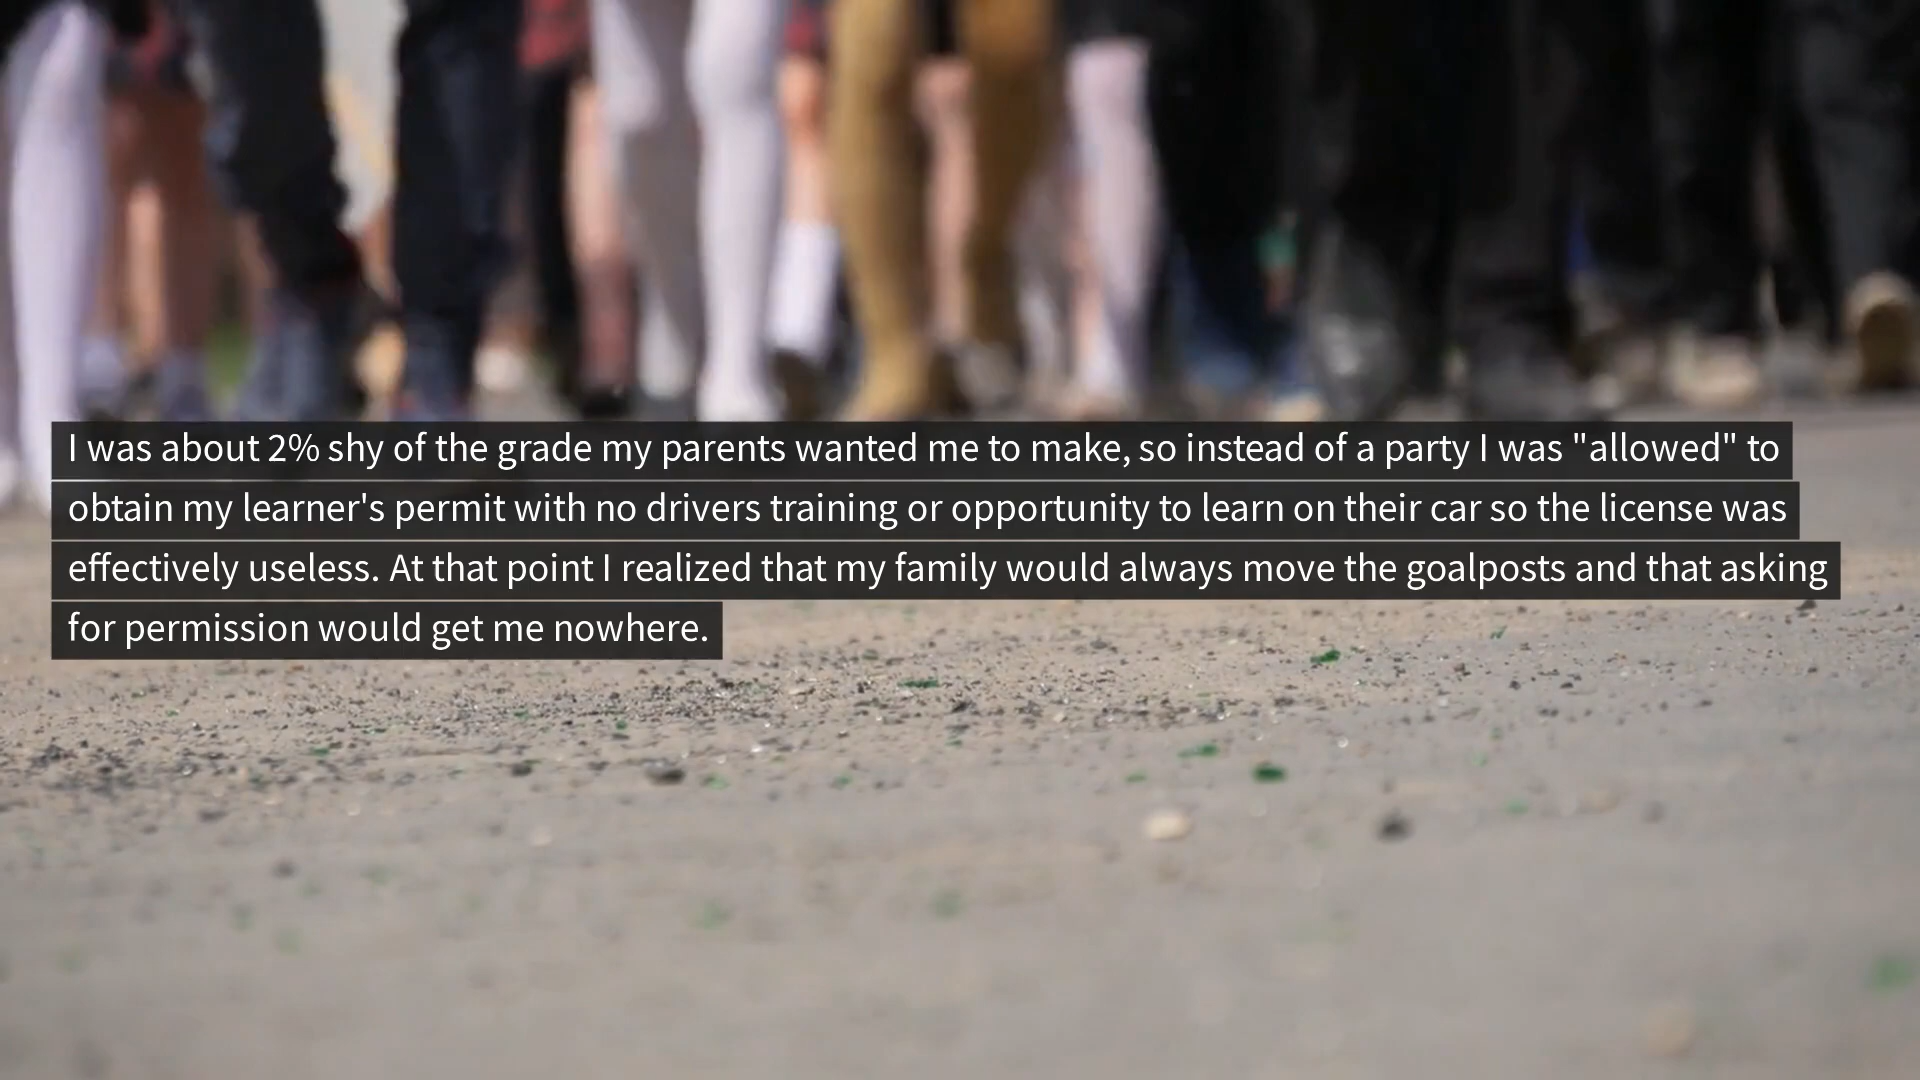 I was about 2% shy of the grade my parents wanted me to make, so instead of a party I was "allowed" to
obtain my learner's permit with no drivers training or opportunity to learn on their car so the license was
effectively useless. At that point I realized that my family would always move the goalposts and that asking
for permission would get me nowhere.